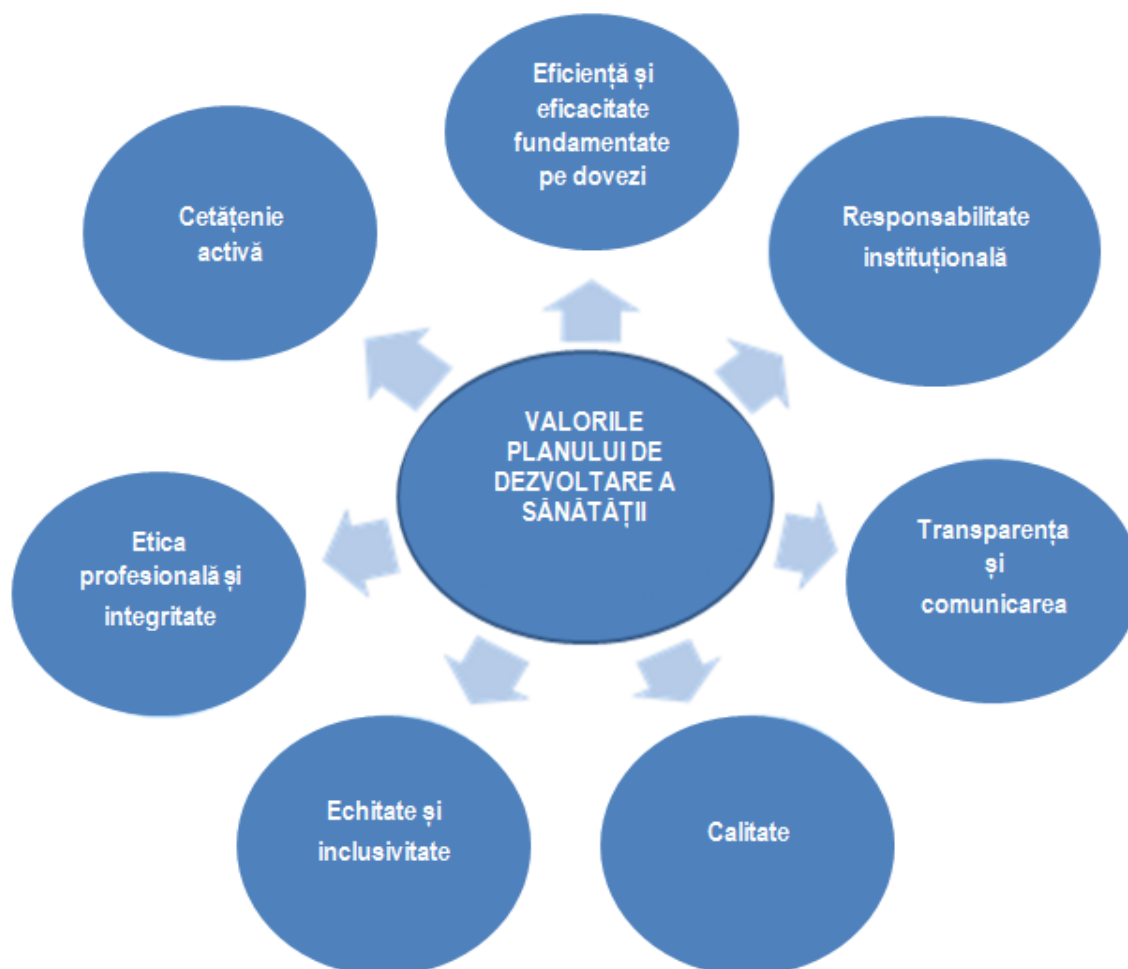 Eficiență și
eficacitate
fundamentate
pe dovezi
Cetățenie
activă
Responsabilitate
instituțională
VALORILE
PLANULUI DE
DEZVOLTARE A
SĂNĂTĂȚII
Etica
profesională și
integritate
Transparența
și
comunicarea
Echitate și
inclusivitate
Calitate